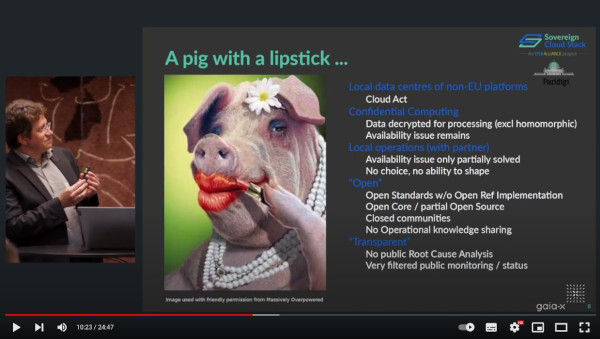 Sovereign
Cloud Stack
A pig with a lipstick ...
Local data centres of non-EU platforms
Cloud Act
Confidential Computing
Data decrypted for processing (excl homomorphic)
Availability issue remains
Local operations (with partner)
Availability issue only partially solved
No choice, no ability to shape
"Open"
Open Standards w/o Open Ref Implementation
Open Core / partial Open Source
Closed communities
No Operational knowledge sharing
"Transparent"
No public Root Cause Analysis
Very filtered public monitoring / status
Image used with friendly permission from Massively Overpowered
gaia-x
10:23 / 24:47